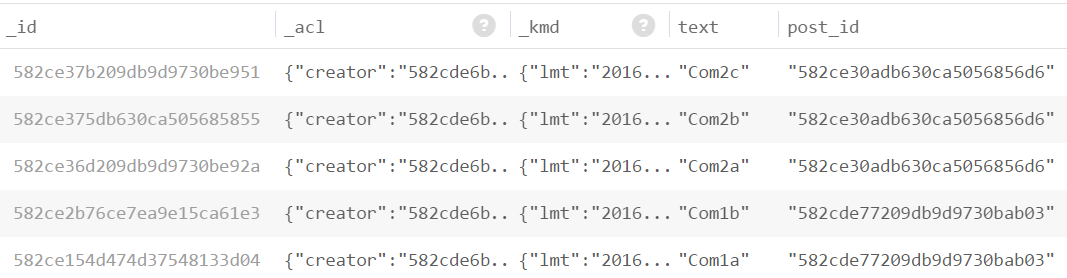 _id _acl ? _kmd ? text post_id
582ce37b209db9d9730be951 {"creator":"582cde6b.. {"lmt":"2016... "Com2c" "582ce30adb630ca5056856d6"
582ce375db630ca505685855 {"creator":"582cde6b.. {"lmt":"2016... "Com2b" "582ce30adb630ca5056856d6"
582ce36d209db9d9730be92a {"creator":"582cde6b.. {"lmt":"2016... "Com2a" "582ce30adb630ca5056856d6"
582ce2b76ce7ea9e15ca61e3 {"creator":"582cde6b.. {"lmt":"2016... "Com1b" "582cde77209db9d9730bab03"
582ce154d474d37548133d04 {"creator":"582cde6b.. {"lmt":"2016... "Com1a" "582cde77209db9d9730bab03"